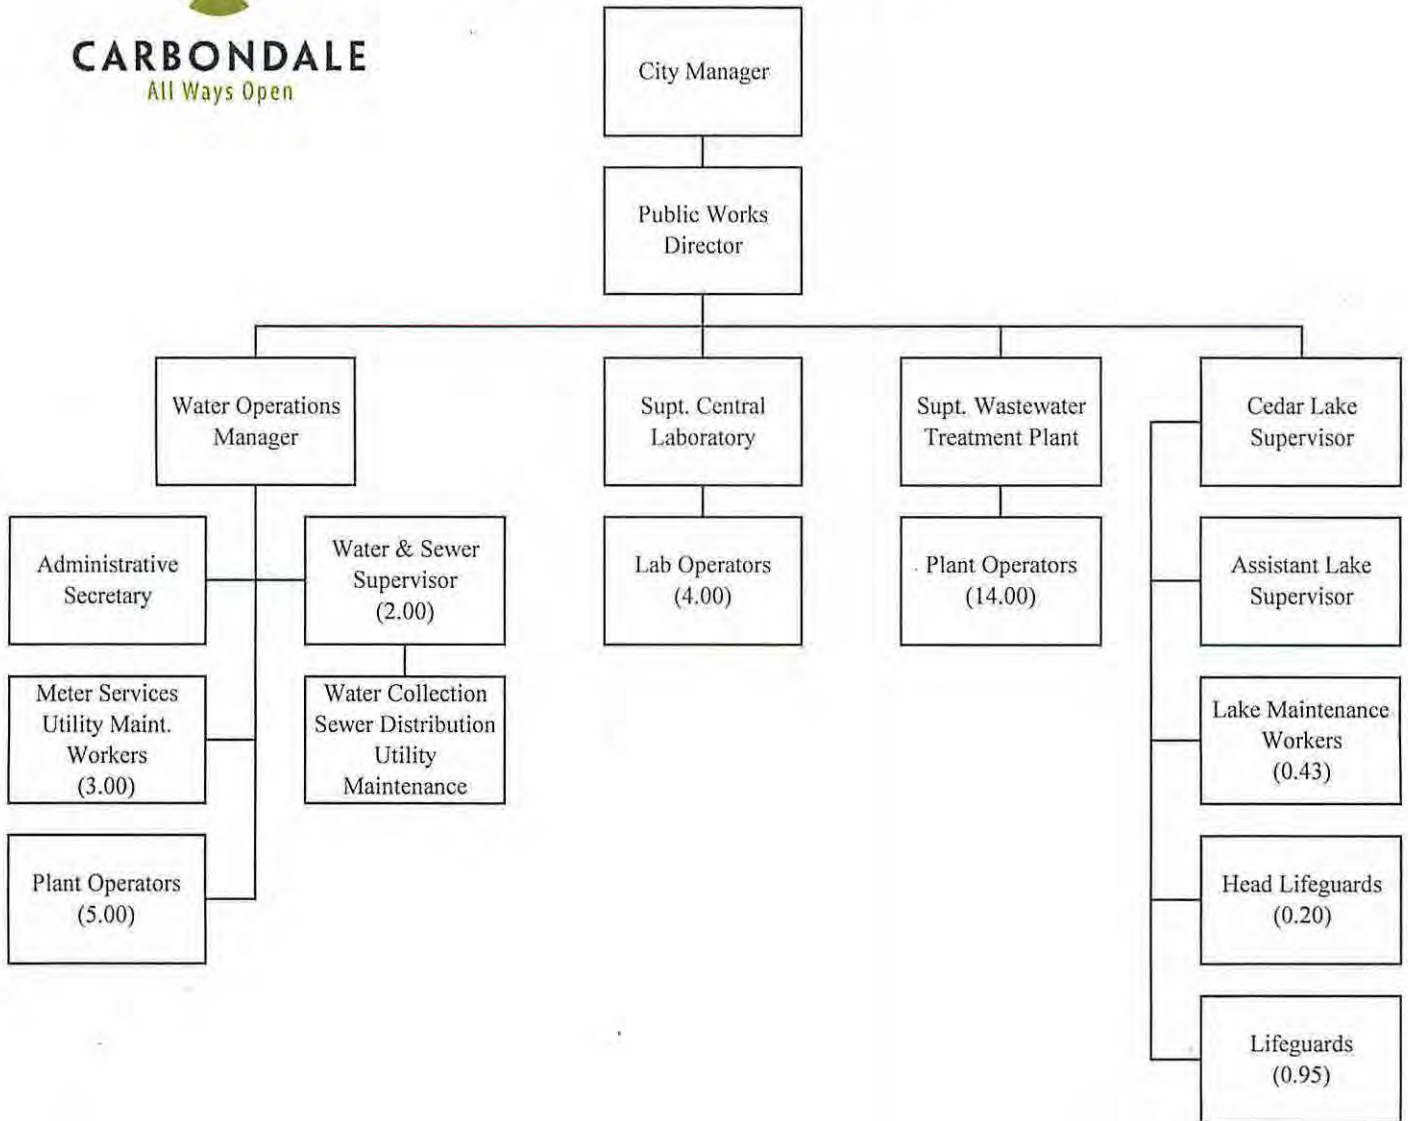 CARBONDALE
All Ways Open
City Manager
Public Works
Director
Water Operations
Manager
Supt. Central
Laboratory
Supt. Wastewater
Treatment Plant
Cedar Lake
Supervisor
Administrative
Secretary
Water & Sewer
Supervisor
(2.00)
Lab Operators
(4.00)
Plant Operators
(14.00)
Assistant Lake
Supervisor
Meter Services
Utility Maint.
Workers
(3.00)
Water Collection
Sewer Distribution
Utility
Maintenance
Lake Maintenance
Workers
(0.43)
Plant Operators
(5.00)
Head Lifeguards
(0.20)
Lifeguards
(0.95)